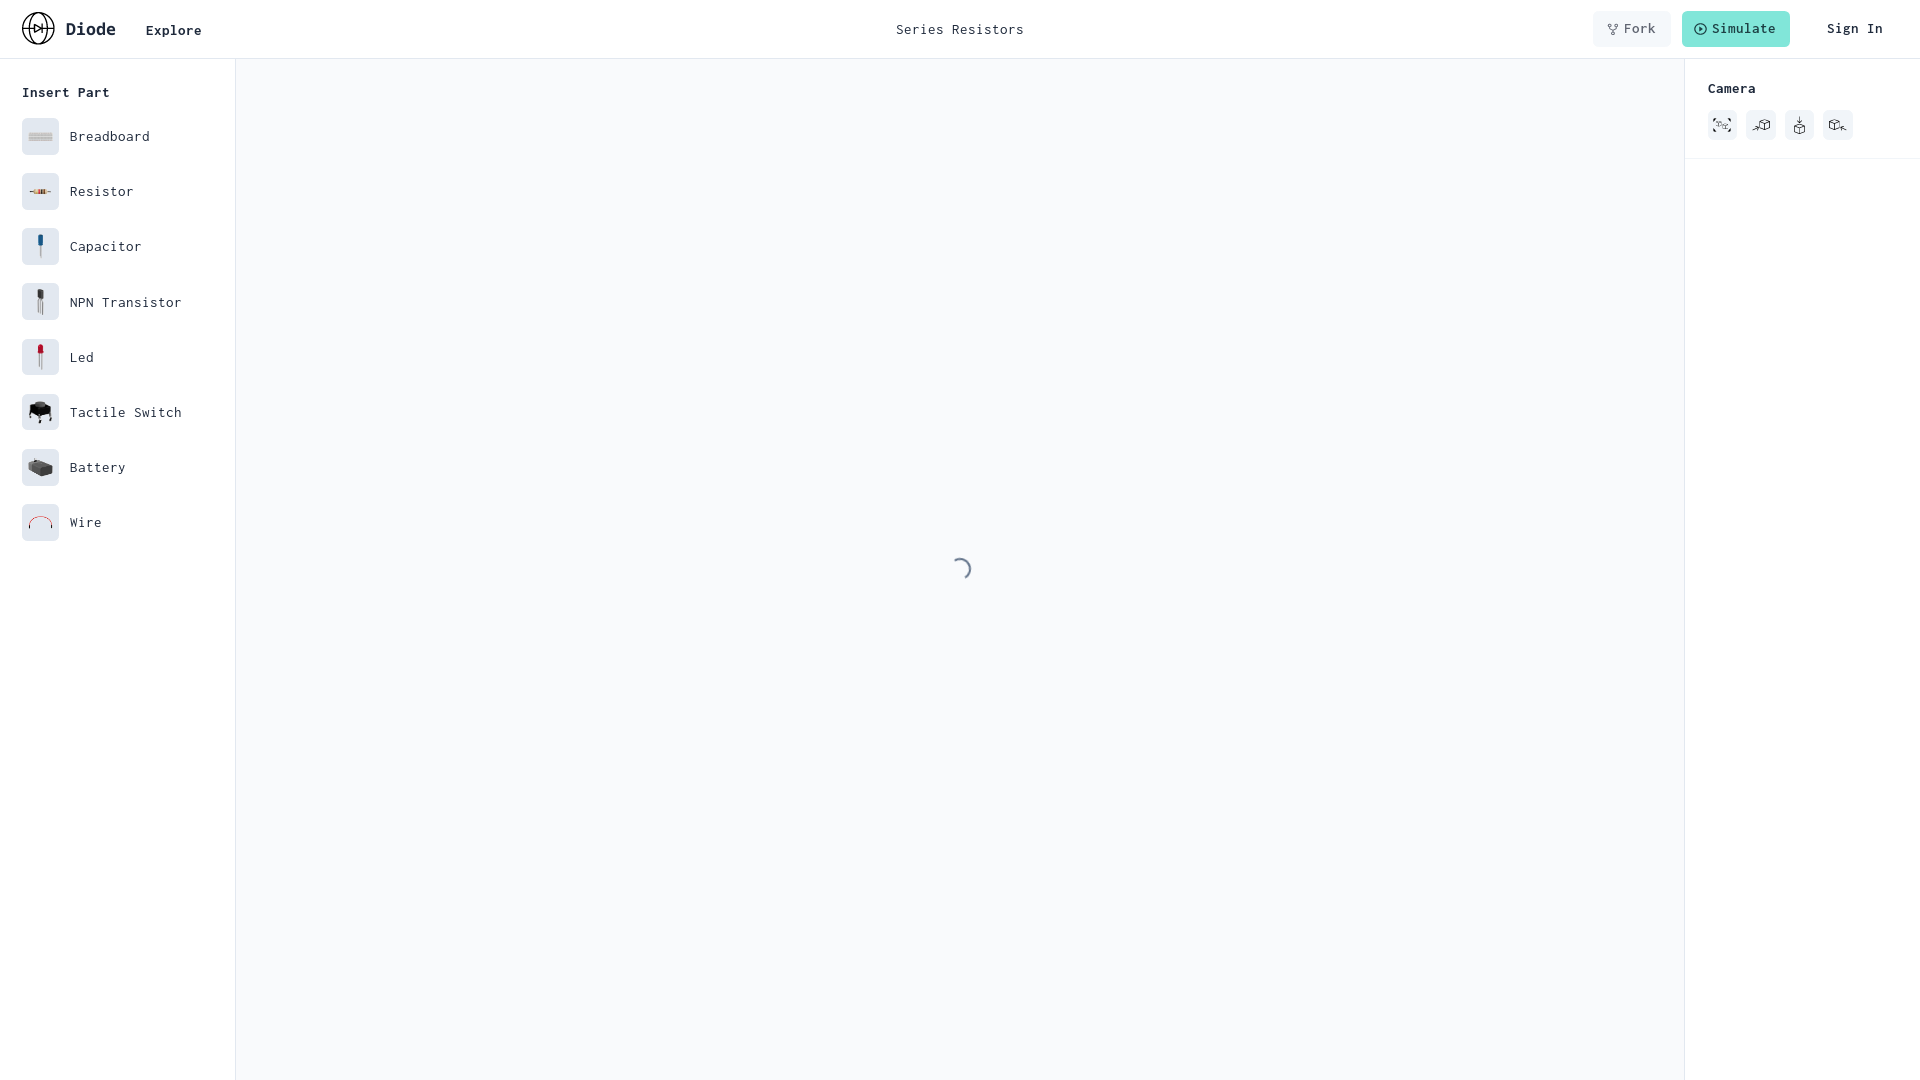 Diode
Explore
Series Resistors
Fork
Simulate
Sign In
Insert Part
Breadboard
Resistor
Capacitor
NPN Transistor
Led
Tactile Switch
Battery
Wire
Camera